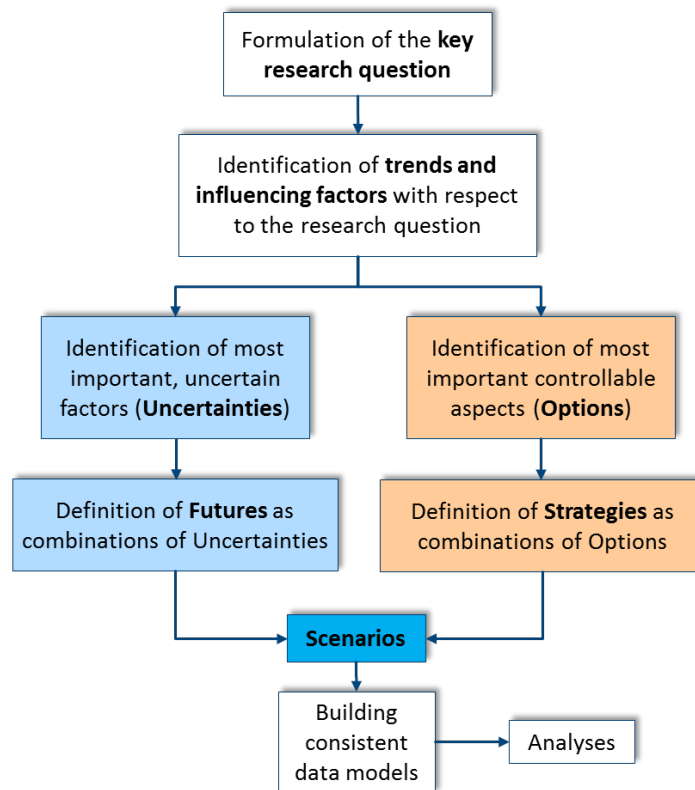 Formulation of the key
research question
Identification of trends and
influencing factors with respect
to the research question
Identification of most
important, uncertain
factors (Uncertainties)
Identification of most
important controllable
aspects (Options)
Definition of Futures as
combinations of Uncertainties
Definition of Strategies as
combinations of Options
Scenarios
Building
consistent
data models
Analyses